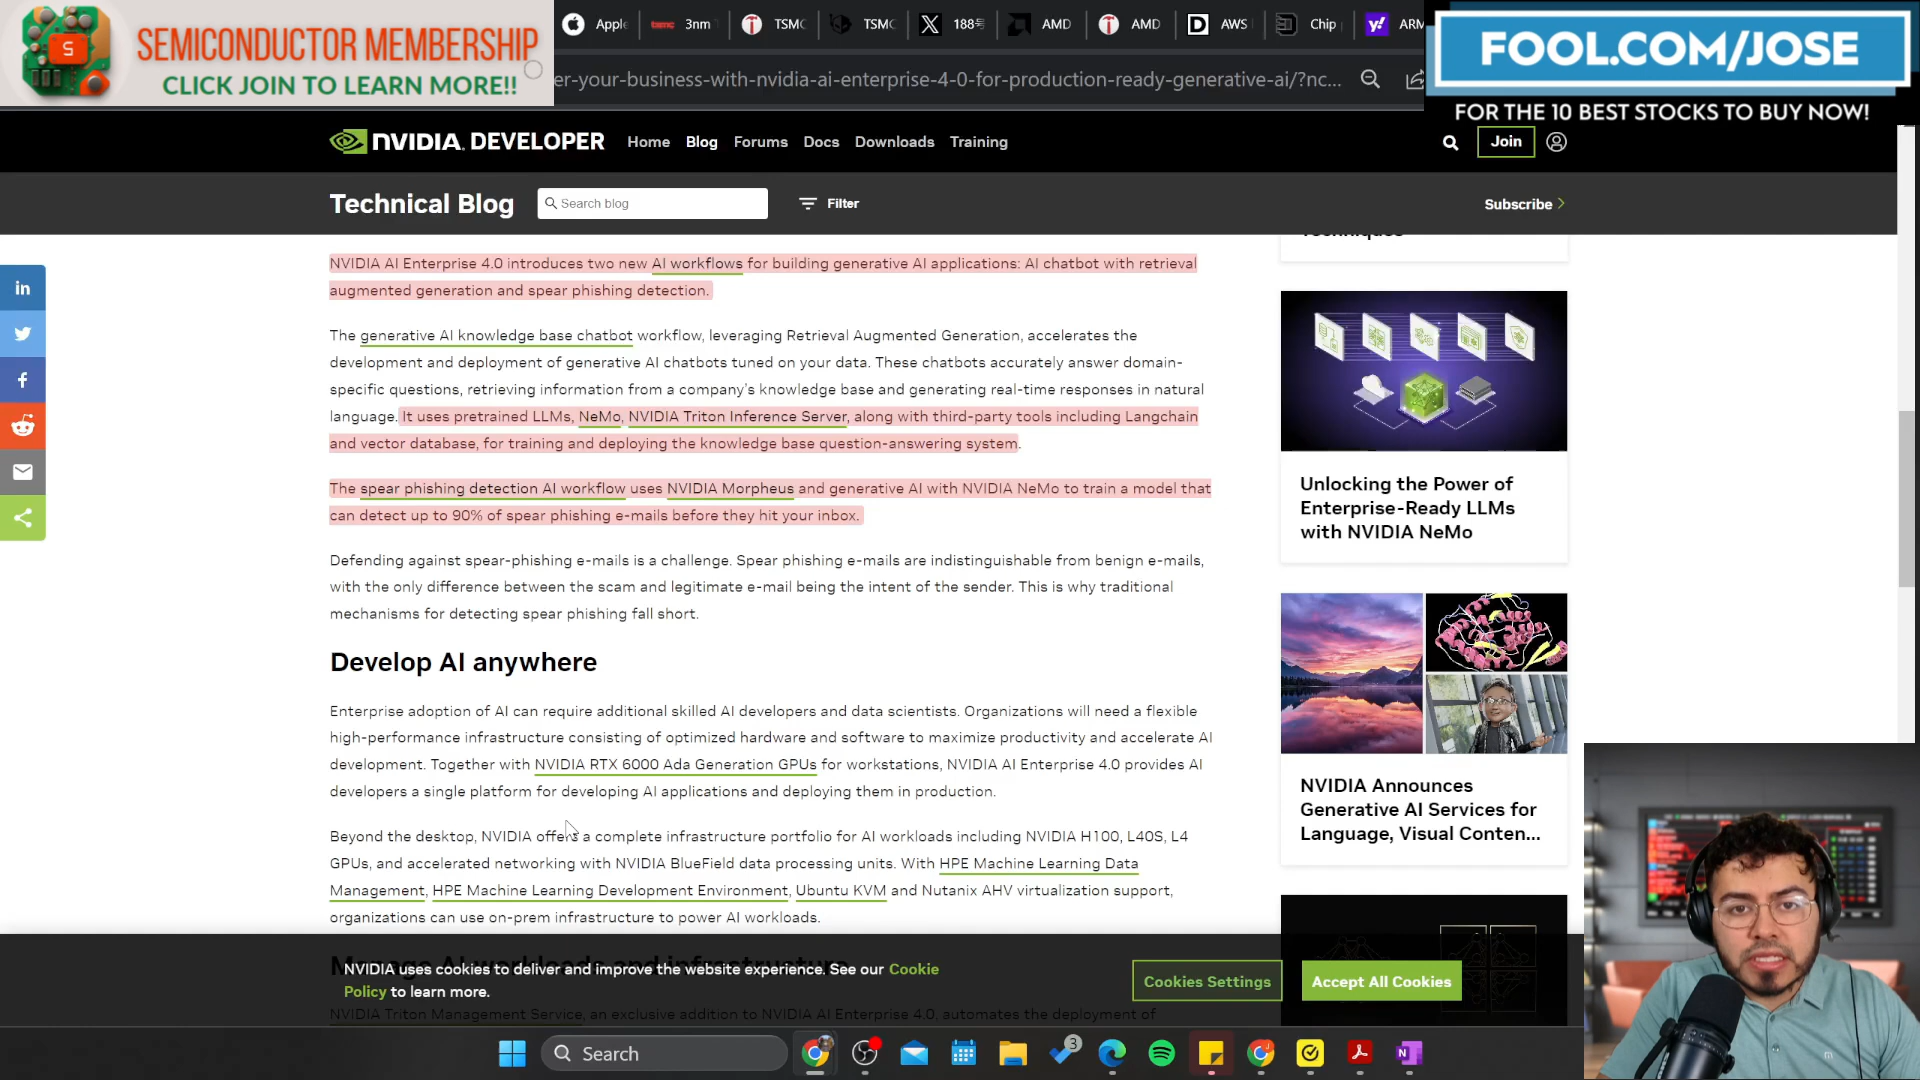 SEMICONDUCTOR MEMBERSHIP
CLICK JOIN TO LEARN MORE!!
S
Apple
tsmc 3nm
TSMC
TSMC
188
AMD
AMD
AWS
Chip
ARM
er-your-business-with-nvidia-ai-enterprise-4-0-for-production-ready-generative-ai/?nc...
FOOL.COM/JOSE
FOR THE 10 BEST STOCKS TO BUY NOW!
NVIDIA. DEVELOPER
Home Blog Forums Docs Downloads Training
Join
Technical Blog
Search blog
Filter
Subscribe
NVIDIA AI Enterprise 4.0 introduces two new AI workflows for building generative AI applications: AI chatbot with retrieval
augmented generation and spear phishing detection.
The generative AI knowledge base chatbot workflow, leveraging Retrieval Augmented Generation, accelerates the
development and deployment of generative AI chatbots tuned on your data. These chatbots accurately answer domain-
specific questions, retrieving information from a company's knowledge base and generating real-time responses in natural
language. It uses pretrained LLMs, NeMo, NVIDIA Triton Inference Server, along with third-party tools including Langchain
and vector database, for training and deploying the knowledge base question-answering system.
The spear phishing detection AI workflow uses NVIDIA Morpheus and generative AI with NVIDIA NeMo to train a model that
can detect up to 90% of spear phishing e-mails before they hit your inbox.
Defending against spear-phishing e-mails is a challenge. Spear phishing e-mails are indistinguishable from benign e-mails,
with the only difference between the scam and legitimate e-mail being the intent of the sender. This is why traditional
mechanisms for detecting spear phishing fall short.
Develop AI anywhere
Enterprise adoption of AI can require additional skilled AI developers and data scientists. Organizations will need a flexible
high-performance infrastructure consisting of optimized hardware and software to maximize productivity and accelerate AI
development. Together with NVIDIA RTX 6000 Ada Generation GPUs for workstations, NVIDIA AI Enterprise 4.0 provides AI
developers a single platform for developing AI applications and deploying them in production.
Beyond the desktop, NVIDIA offers a complete infrastructure portfolio for AI workloads including NVIDIA H100, L40S, L4
GPUs, and accelerated networking with NVIDIA BlueField data processing units. With HPE Machine Learning Data
Management, HPE Machine Learning Development Environment, Ubuntu KVM and Nutanix AHV virtualization support,
organizations can use on-prem infrastructure to power AI workloads.
Manage AI workloads and infrastructure
NVIDIA Triton Management Service, an exclusive addition to NVIDIA AI Enterprise 4.0, automates the deployment of
Techniques
Unlocking the Power of
Enterprise-Ready LLMs
with NVIDIA NeMo
NVIDIA Announces
Generative AI Services for
Language, Visual Conten...
NVIDIA uses cookies to deliver and improve the website experience. See our Cookie
Policy to learn more.
Cookies Settings
Accept All Cookies
Search
3